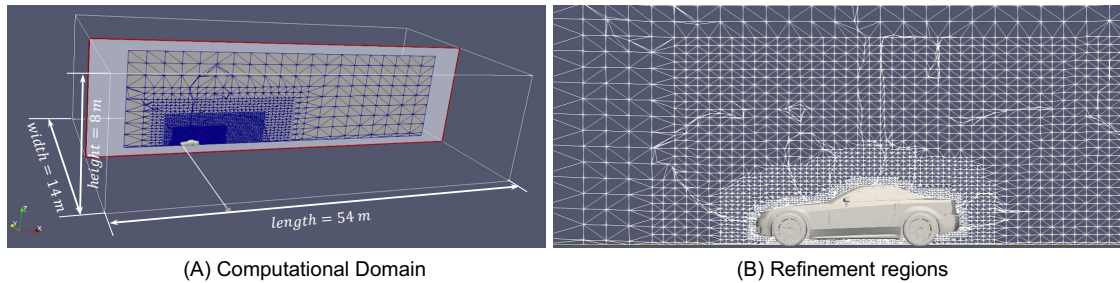 height = 8 m
width = 14 m
length = 54 m
Y
Z
X
(A) Computational Domain
(B) Refinement regions